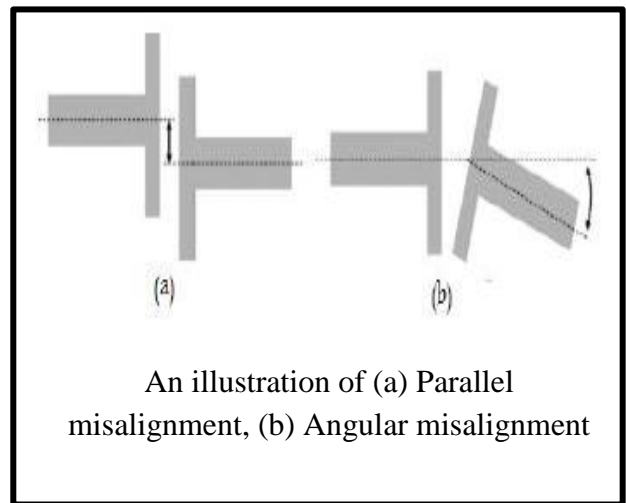 (a) (b)
An illustration of (a) Parallel
misalignment, (b) Angular misalignment